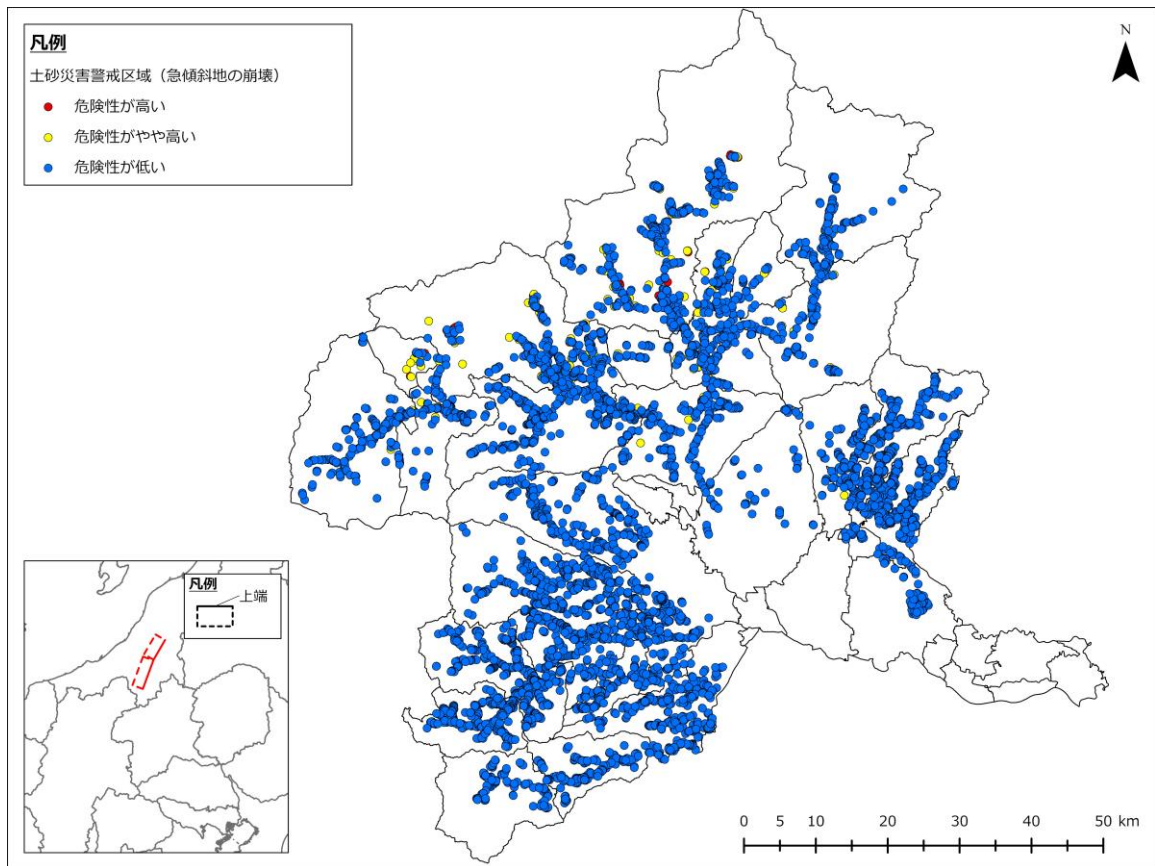 凡例
土砂災害警戒区域（急傾斜地の崩壊）
危険性が高い
危険性がやや高い
危険性が低い
N
凡例
上端
0 5 10 20 30 40 50 km